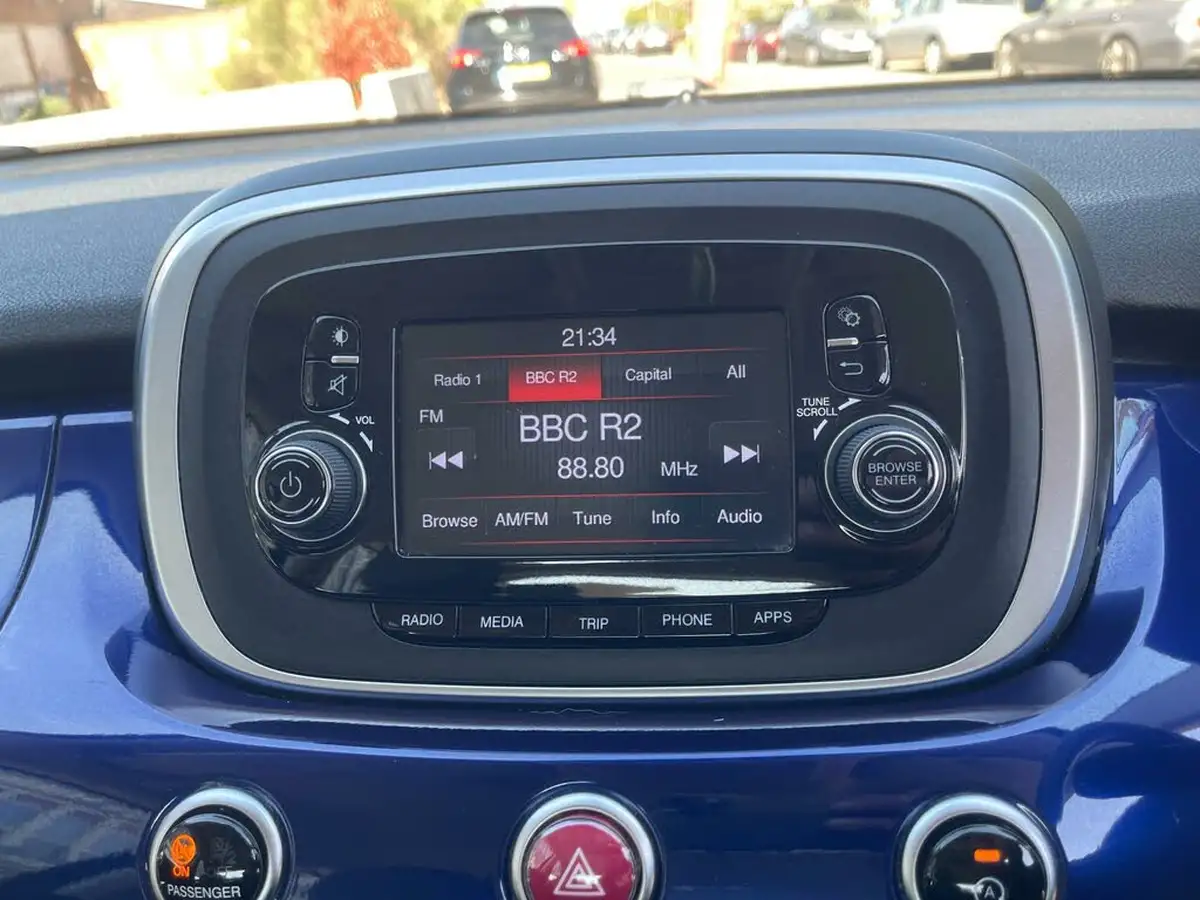 21:34
Radio 1 BBC R2 Capital All
FM
BBC R2
88.80 MHz
Browse AM/FM Tune Info Audio
VOL
TUNE
SCROLL
BROWSE
ENTER
RADIO MEDIA TRIP PHONE APPS
ON
PASSENGER
A